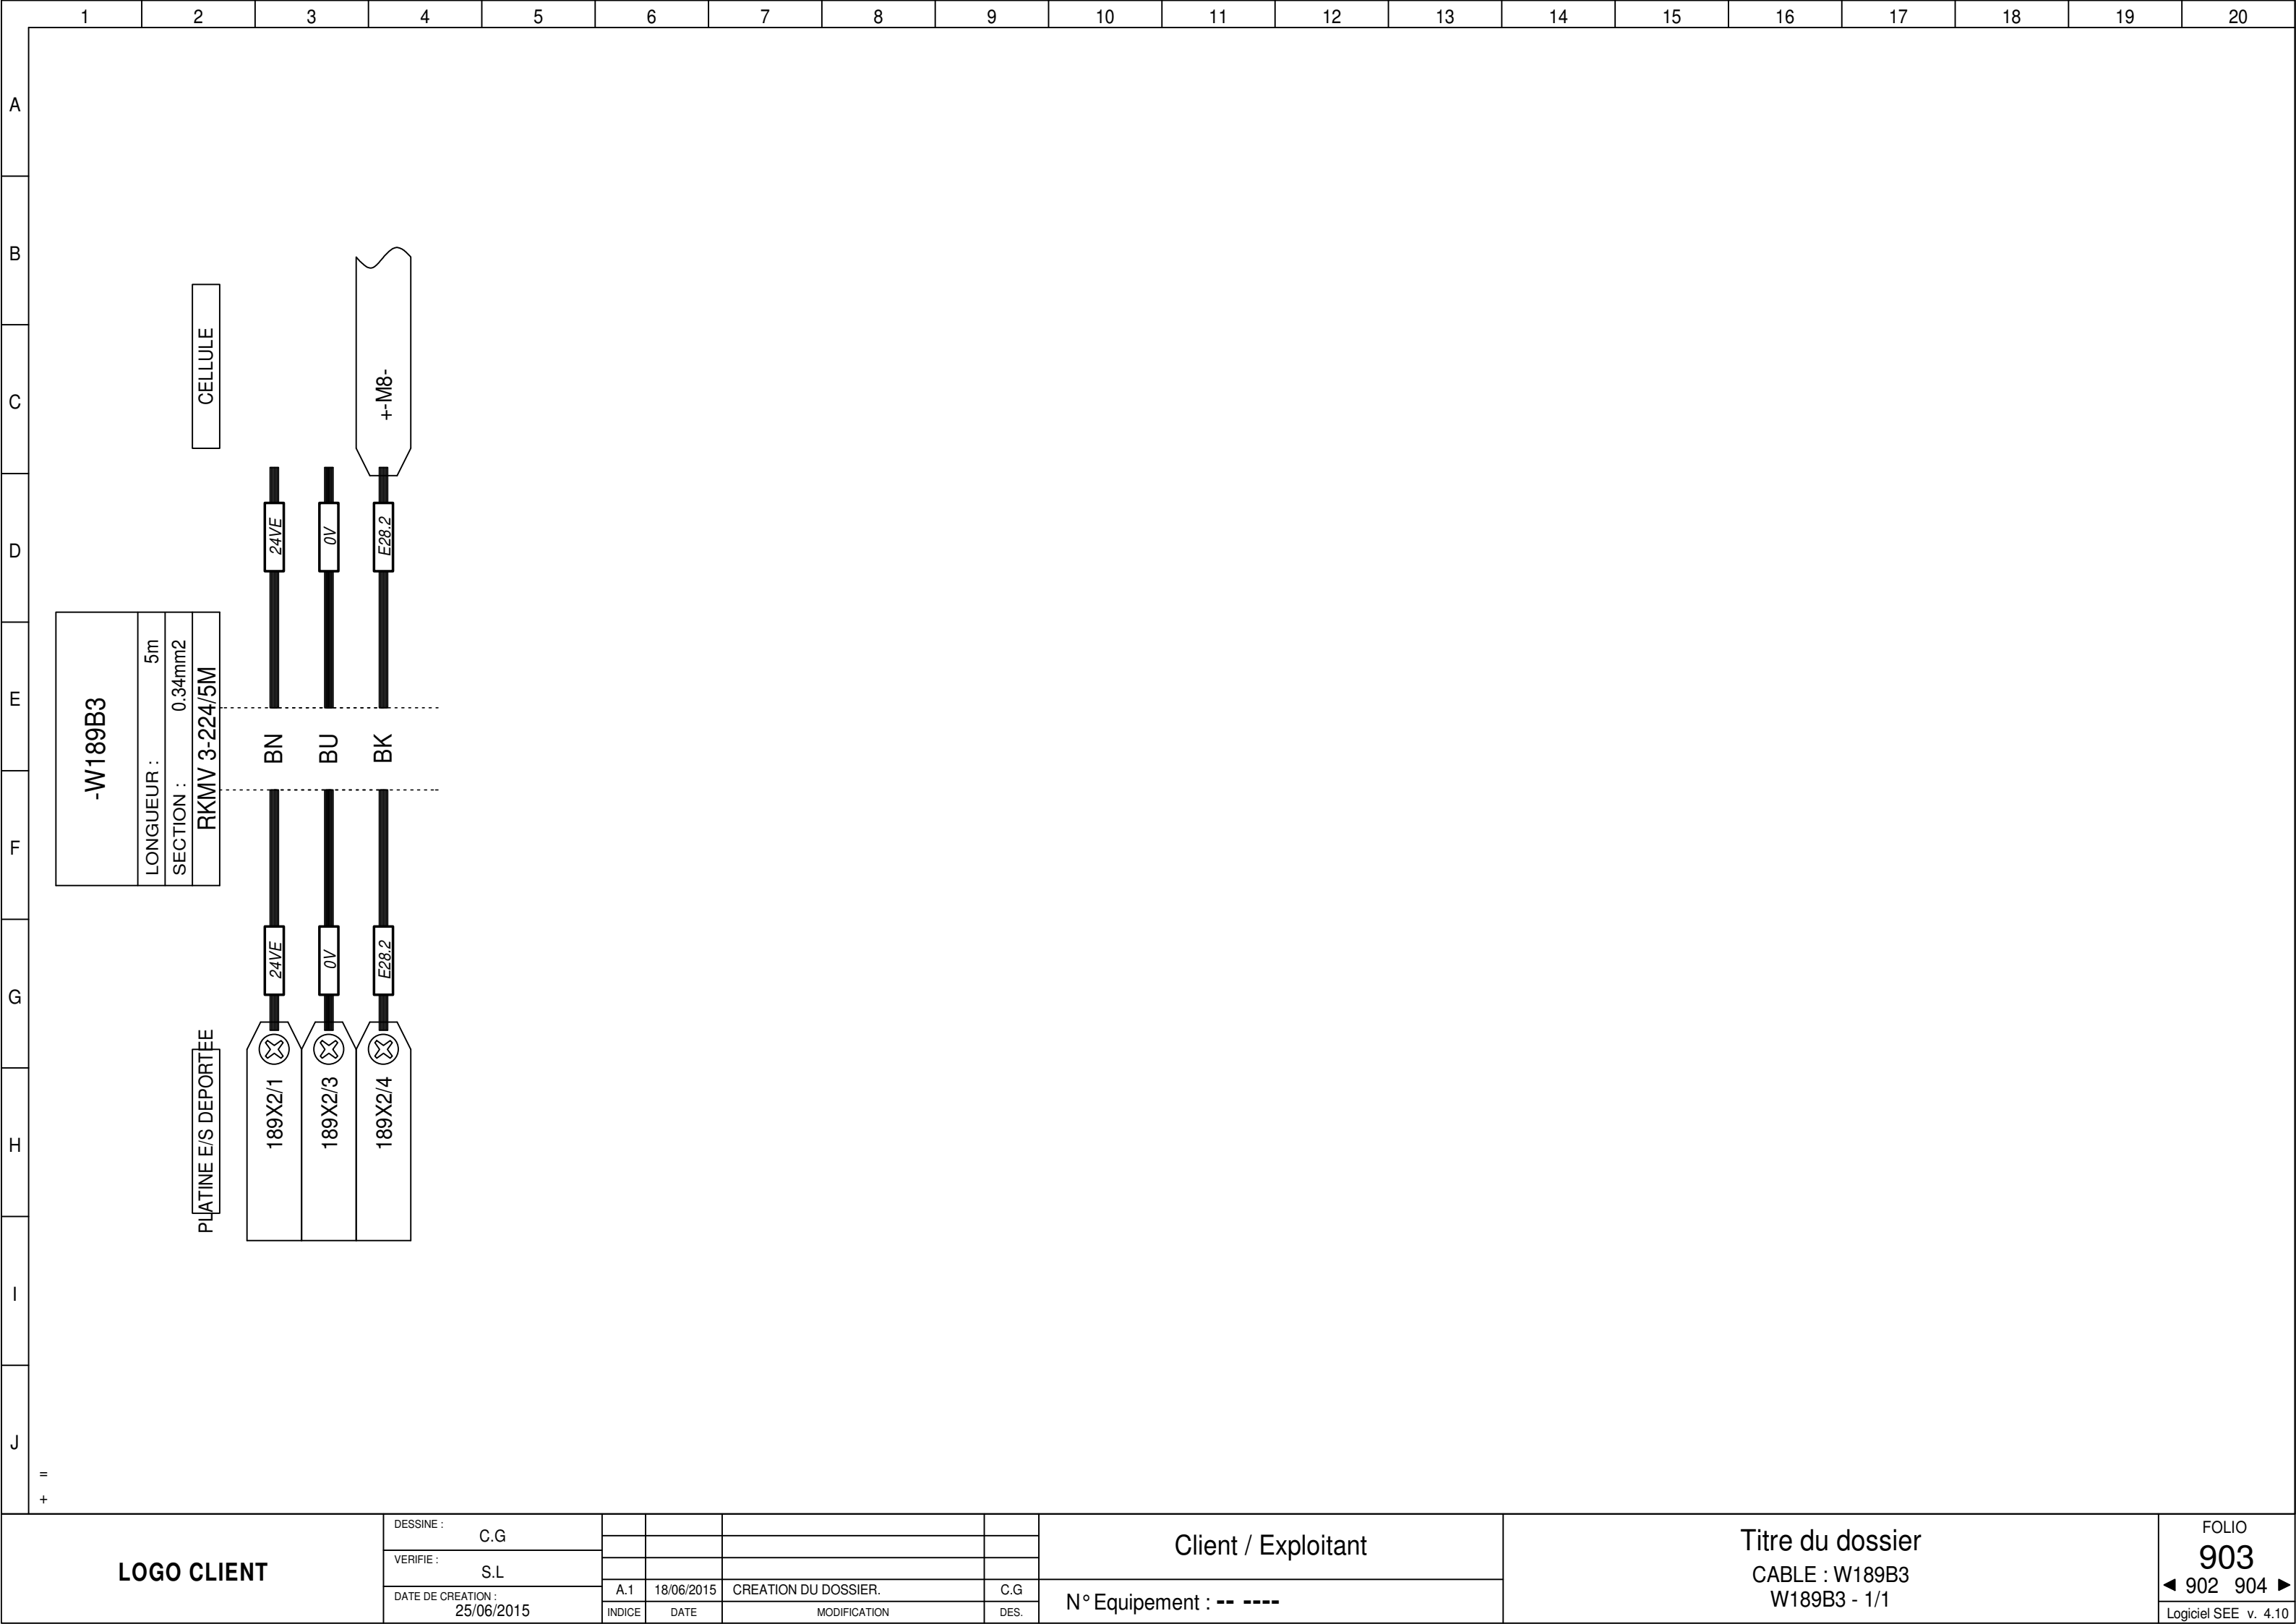 1 2 3 4 5 6 7 8 9 10 11 12 13 14 15 16 17 18 19 20
A
B
C
D
E
F
G
H
I
J
CELLULE
+-M8-
24VE
0V
E28.2
-W189B3
LONGUEUR : 5m
SECTION : 0.34mm2
RKMV 3-224/5M
BN
BU
BK
24VE
0V
E28.2
PLATINE E/S DEPORTEE
189X2/1
189X2/3
189X2/4
=
+
LOGO CLIENT
DESSINE :
C.G
VERIFIE :
S.L
DATE DE CREATION :
25/06/2015
A.1 18/06/2015 CREATION DU DOSSIER. C.G
INDICE DATE MODIFICATION DES.
Client / Exploitant
N° Equipement : -- ----
Titre du dossier
CABLE : W189B3
W189B3 - 1/1
FOLIO
903
◄ 902 904 ►
Logiciel SEE v. 4.10